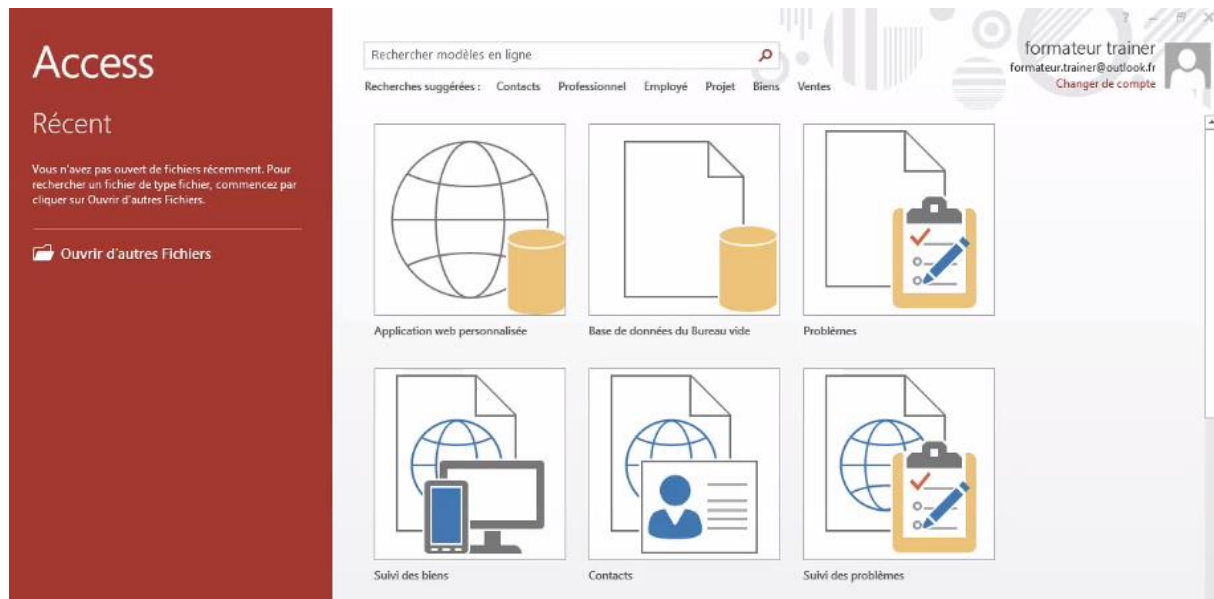 Access
Récent
Vous n'avez pas ouvert de fichiers récemment. Pour
rechercher un fichier de type fichier, commencez par
cliquer sur Ouvrir d'autres Fichiers.
Ouvrir d'autres Fichiers
Rechercher modèles en ligne
Recherches suggérées : Contacts Professionnel Employé Projet Biens Ventes
?
formateur trainer
formateur.trainer@outlook.fr
Changer de compte
Application web personnalisée
Base de données du Bureau vide
Problèmes
Suivi des biens
Contacts
Suivi des problèmes